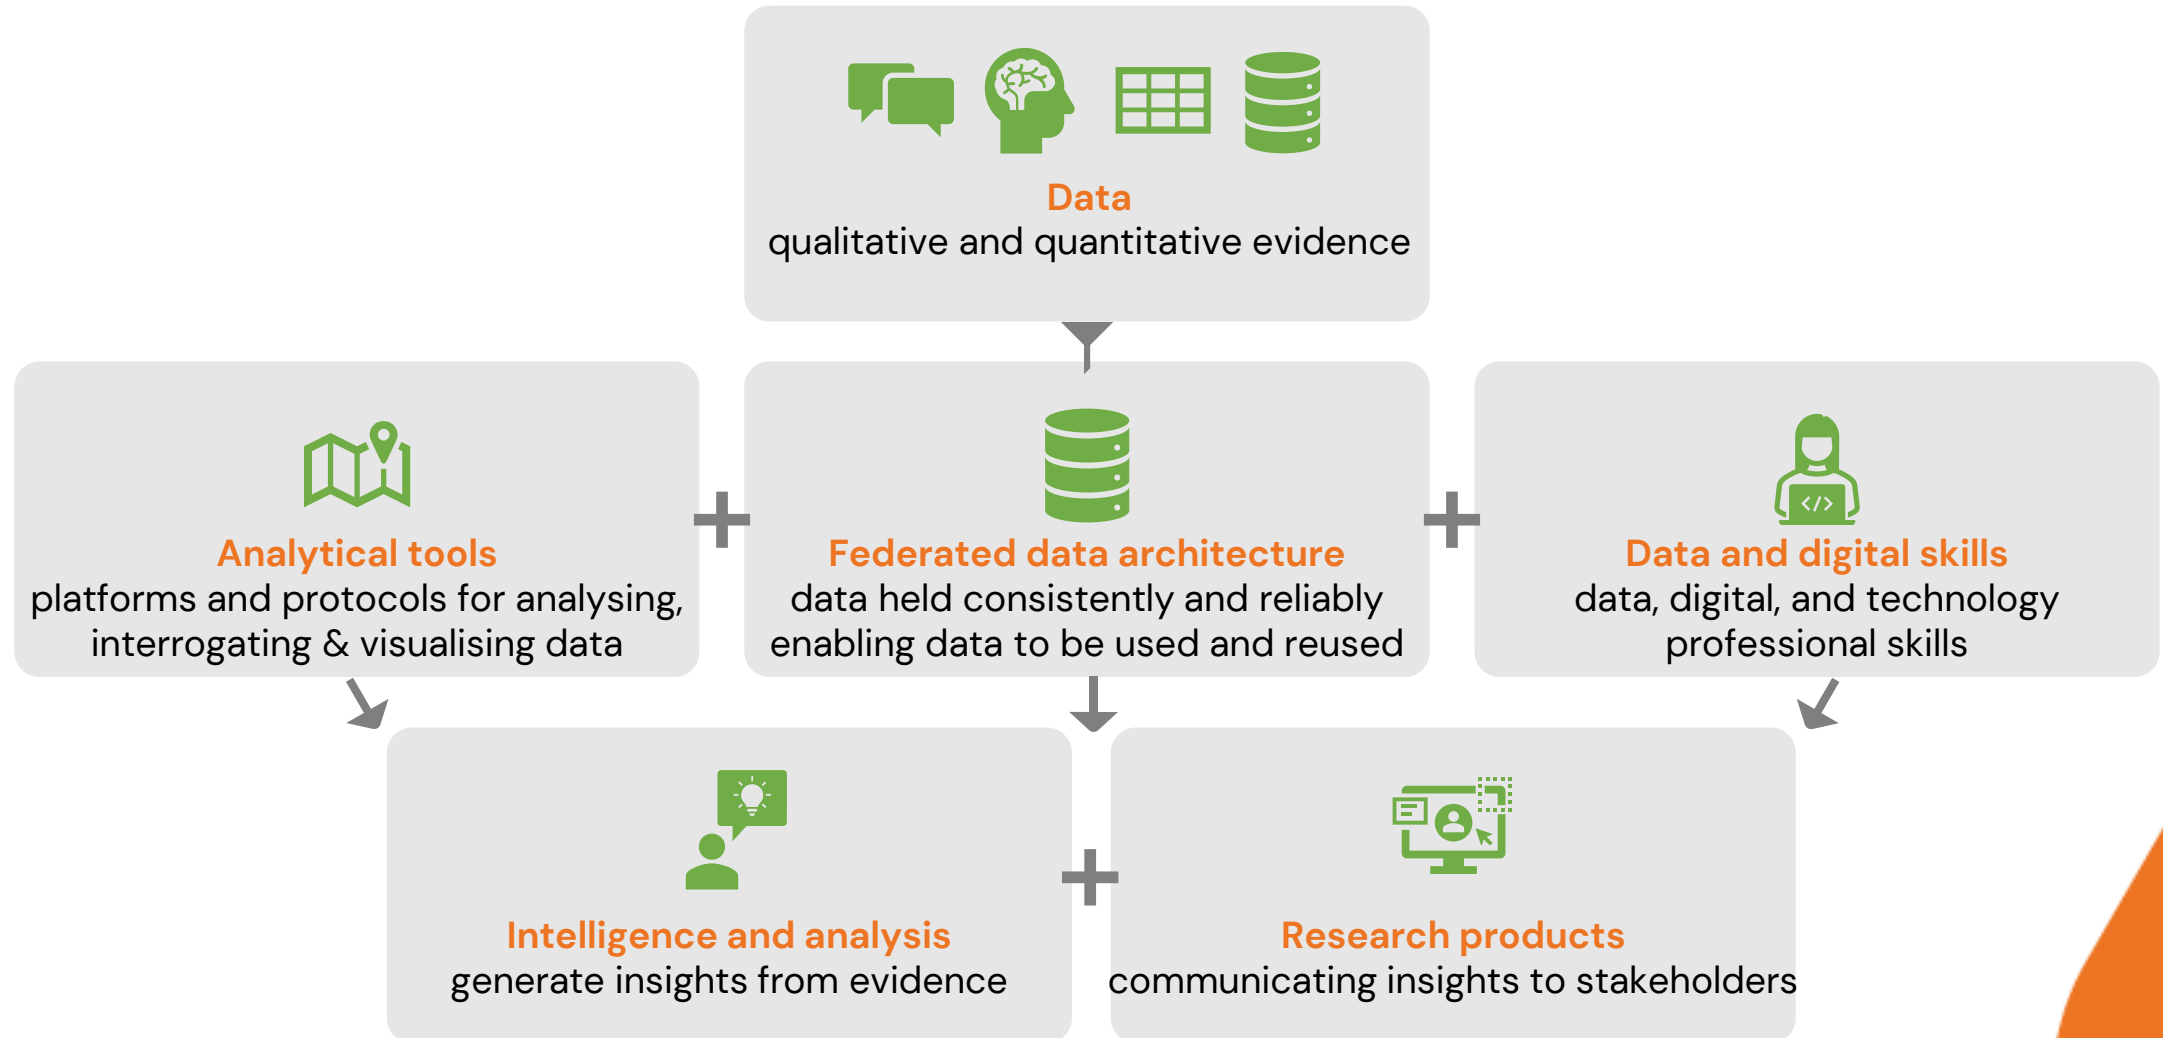 Data
qualitative and quantitative evidence
Analytical tools
platforms and protocols for analysing,
interrogating & visualising data
Federated data architecture
data held consistently and reliably
enabling data to be used and reused
Data and digital skills
data, digital, and technology
professional skills
Intelligence and analysis
generate insights from evidence
Research products
communicating insights to stakeholders